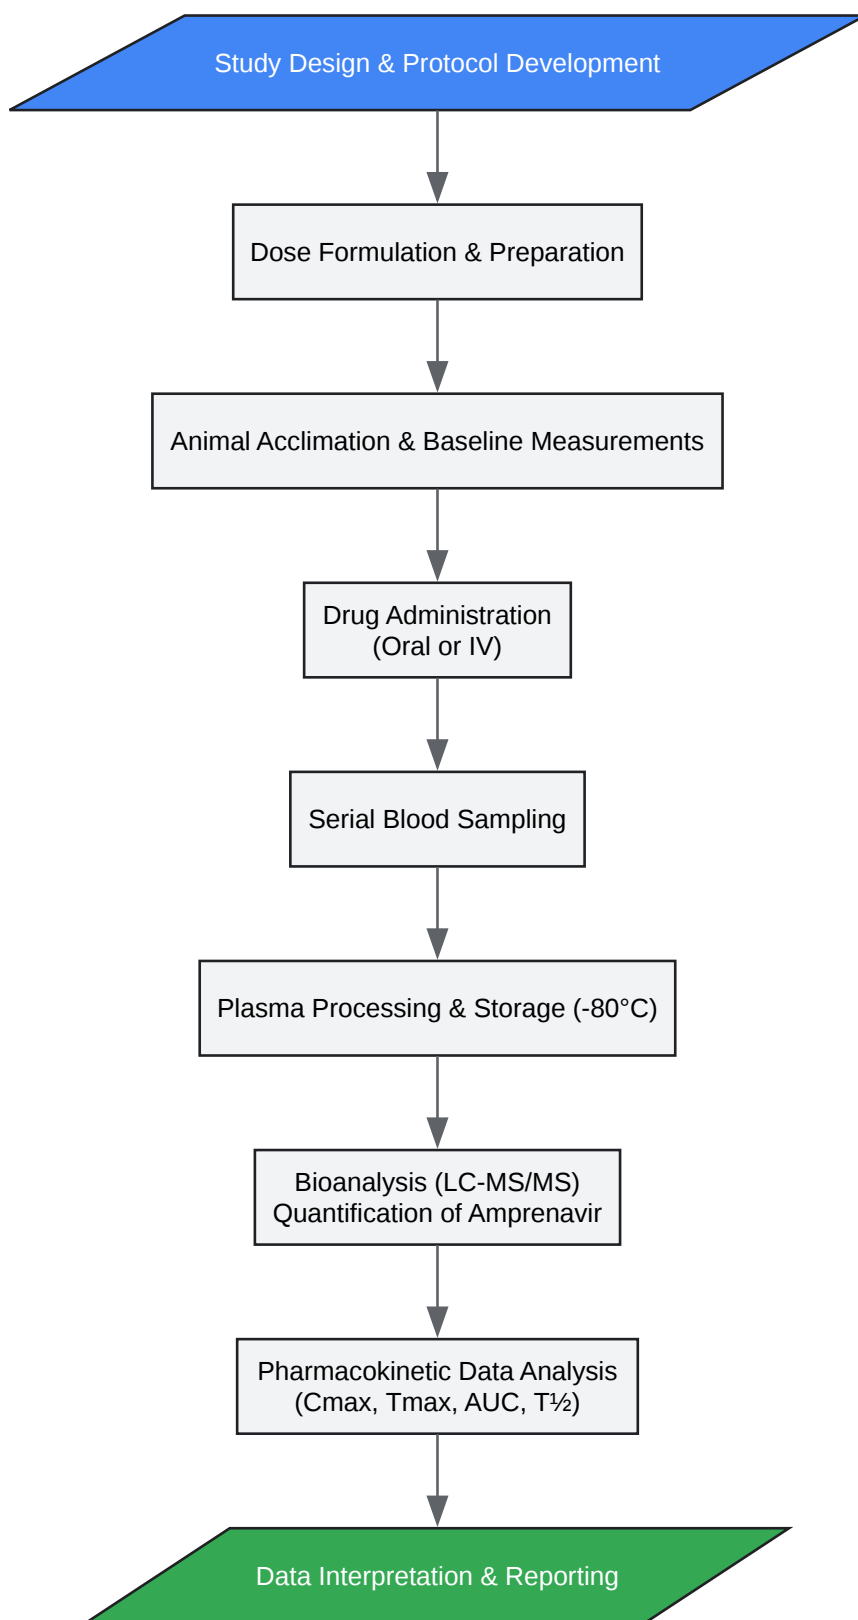 Study Design & Protocol Development
Dose Formulation & Preparation
Animal Acclimation & Baseline Measurements
Drug Administration
(Oral or IV)
Serial Blood Sampling
Plasma Processing & Storage (-80°C)
Bioanalysis (LC-MS/MS)
Quantification of Amprenavir
Pharmacokinetic Data Analysis
(Cmax, Tmax, AUC, T½)
Data Interpretation & Reporting